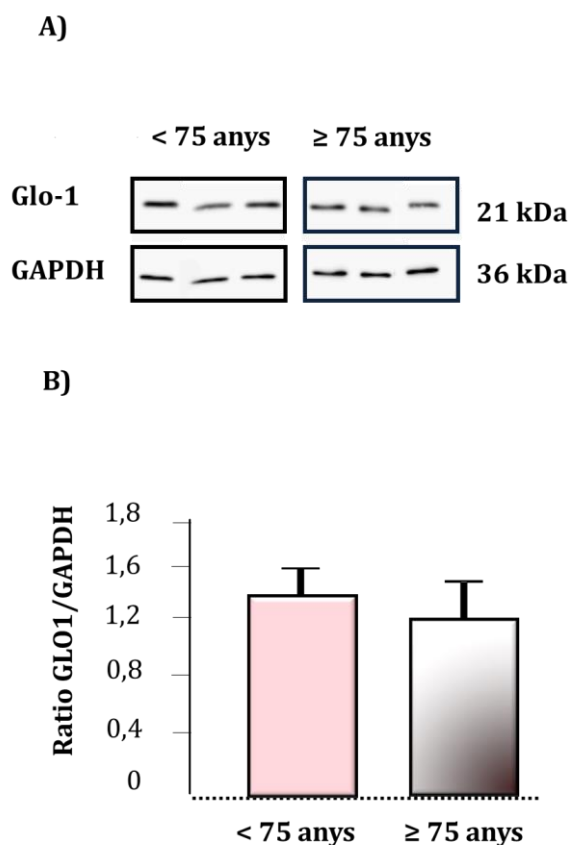 A)
< 75 anys ≥ 75 anys
Glo-1 21 kDa
GAPDH 36 kDa
B)
Ratio GLO1/GAPDH
1,8
1,6
1,2
0,8
0,4
0
< 75 anys ≥ 75 anys